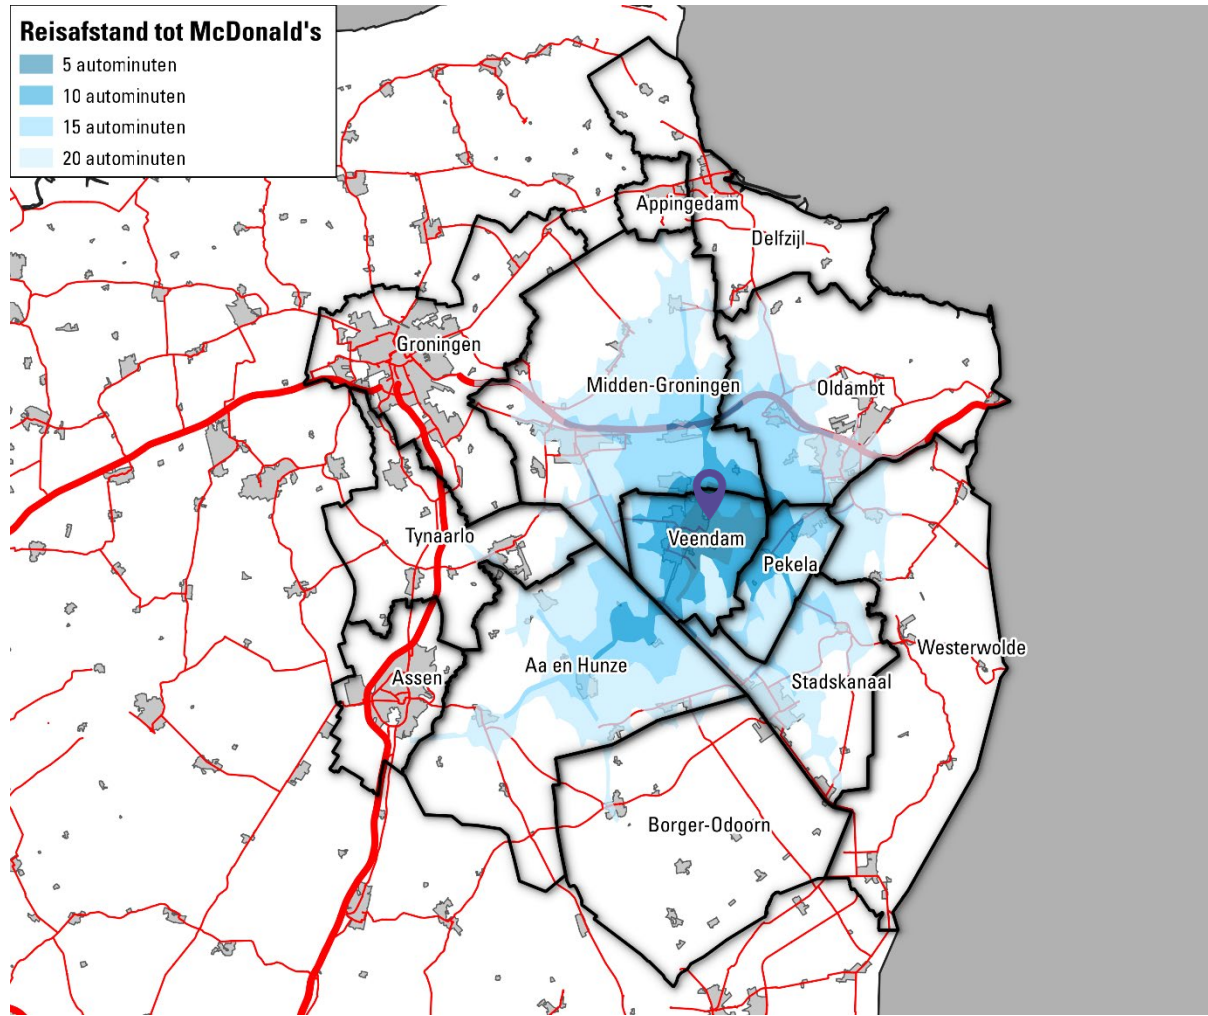 Reisafstand tot McDonald's
5 autominuten
10 autominuten
15 autominuten
20 autominuten
Appingedam
Delfzijl
Groningen
Midden-Groningen
Oldambt
Tynaarlo
Veendam
Pekela
Westerwolde
Aa en Hunze
Assen
Stadskanaal
Borger-Odoorn